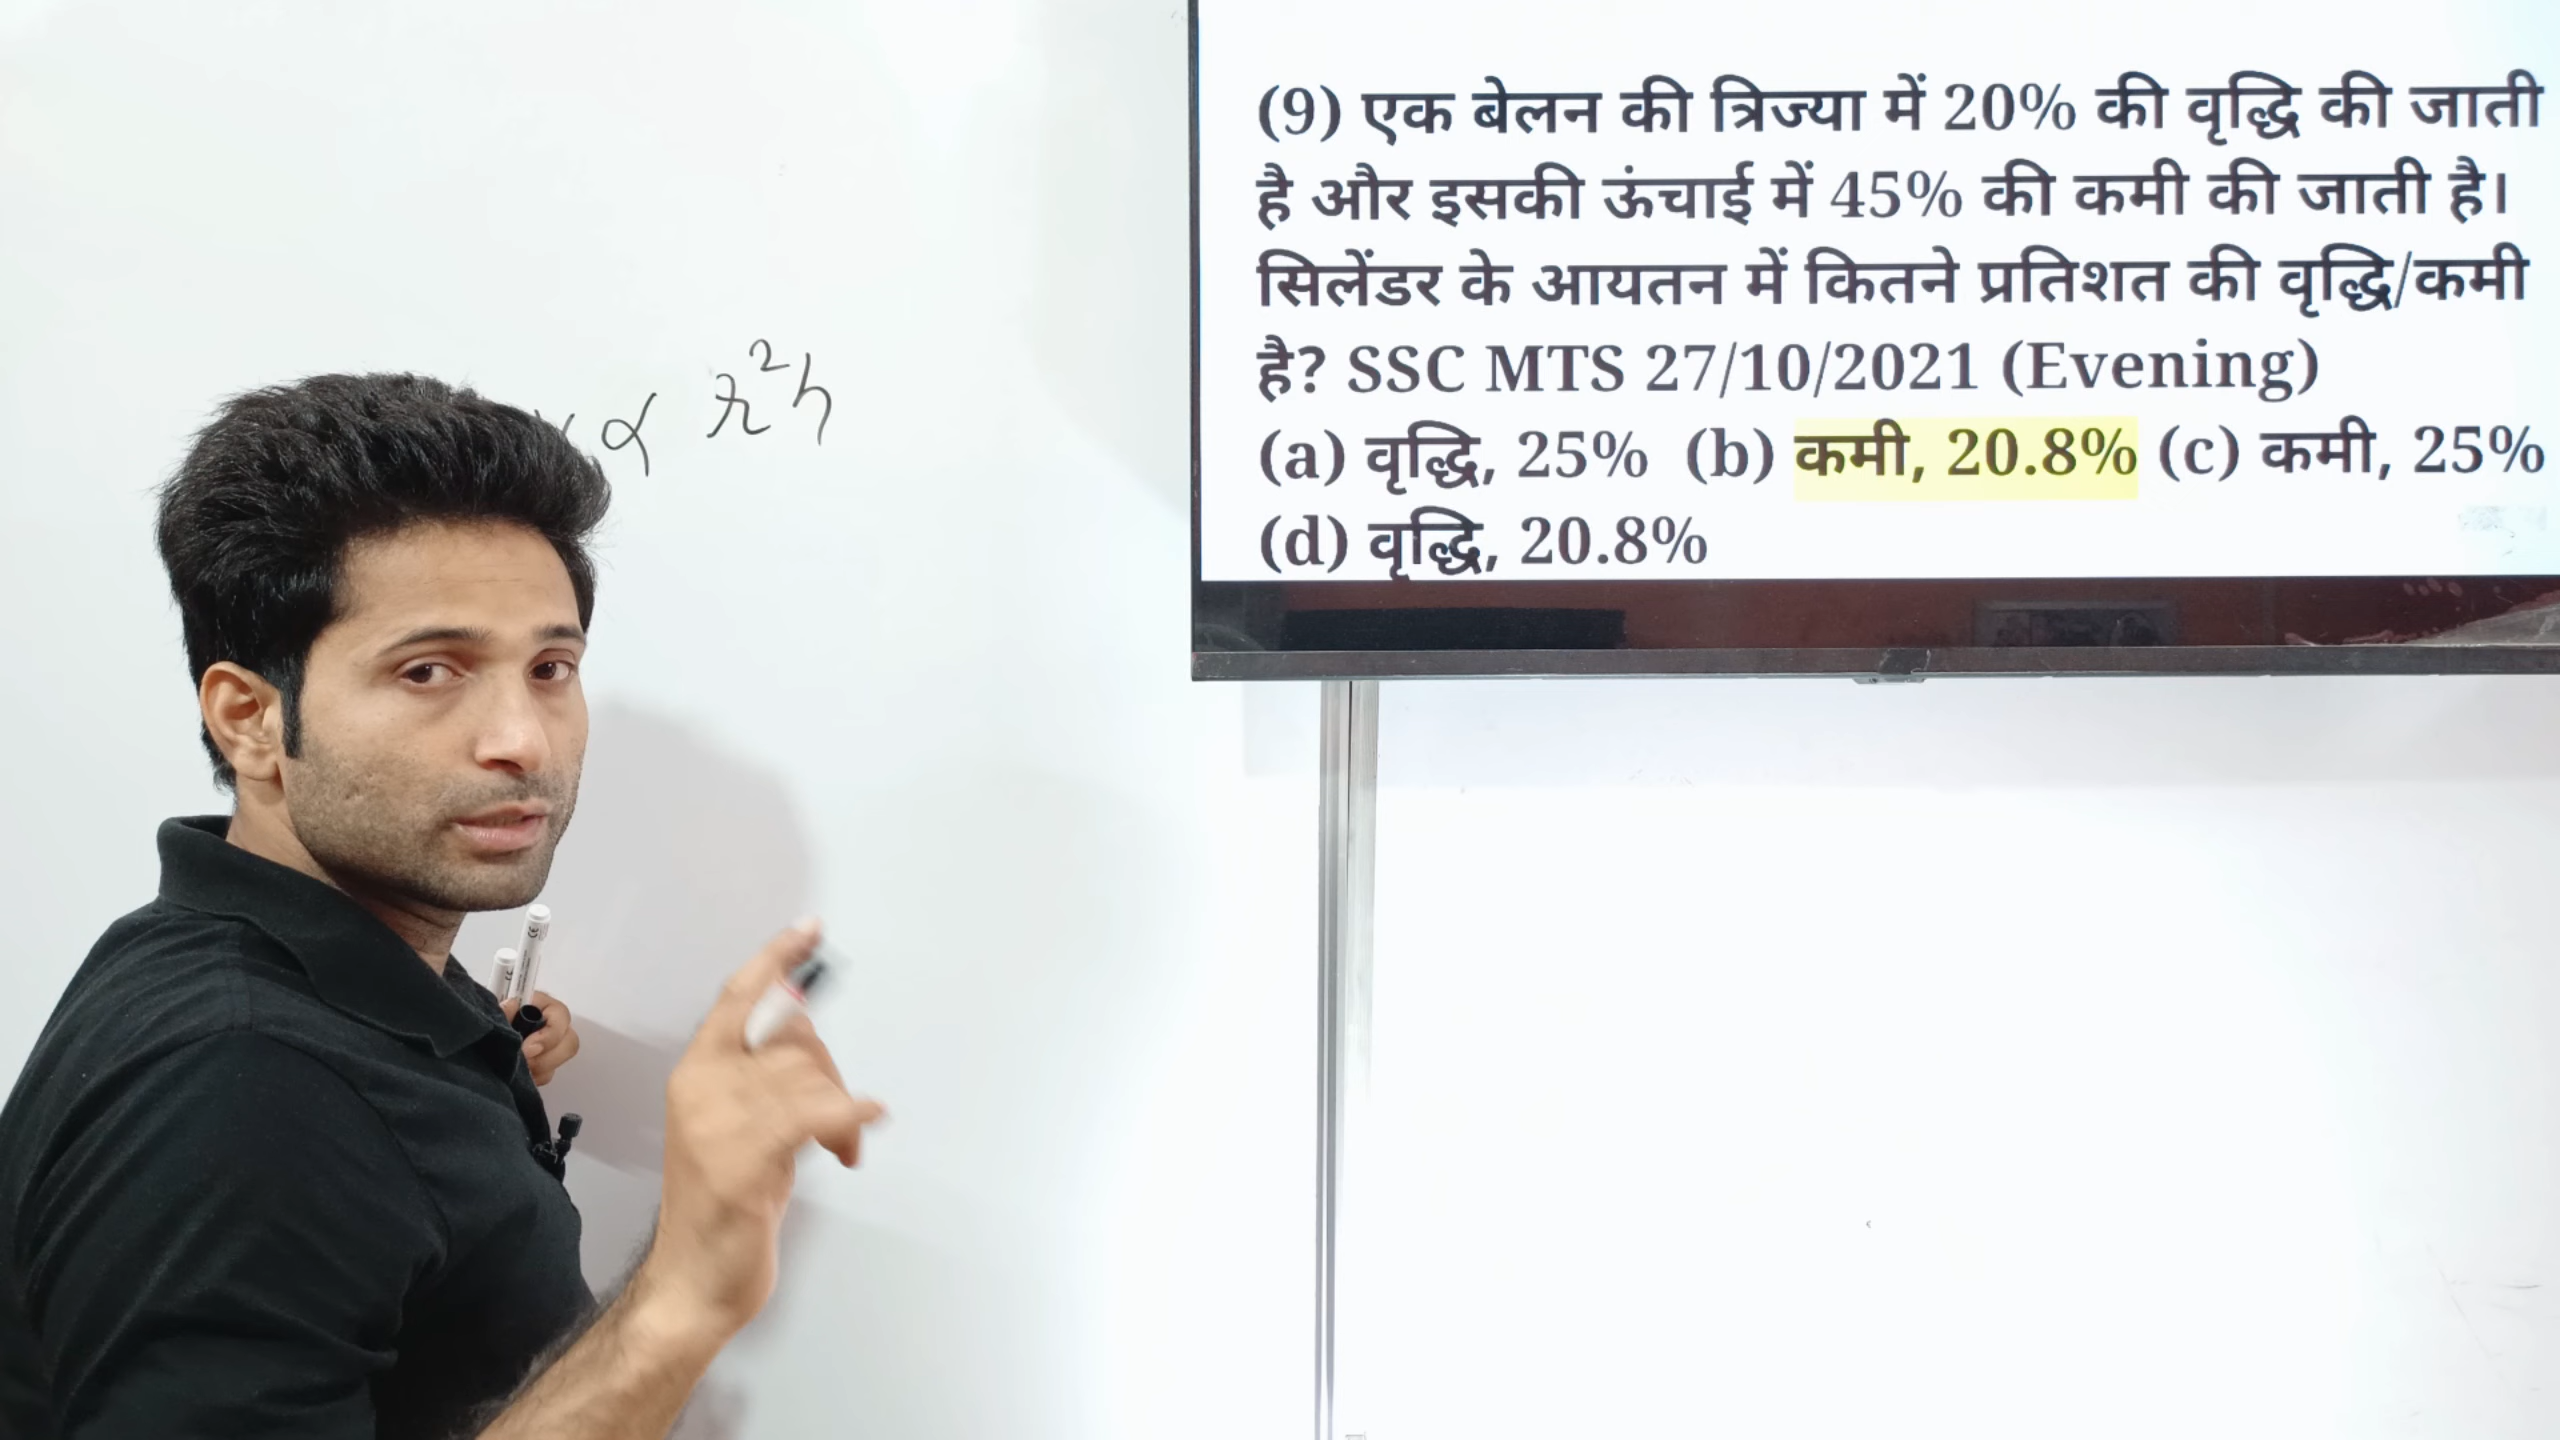 (9) एक बेलन की त्रिज्या में 20% की वृद्धि की जाती
है और इसकी ऊंचाई में 45% की कमी की जाती है।
सिलेंडर के आयतन में कितने प्रतिशत की वृद्धि/कमी
है? SSC MTS 27/10/2021 (Evening)
(a) वृद्धि, 25% (b) कमी, 20.8% (c) कमी, 25%
(d) वृद्धि, 20.8%
∝ r²h